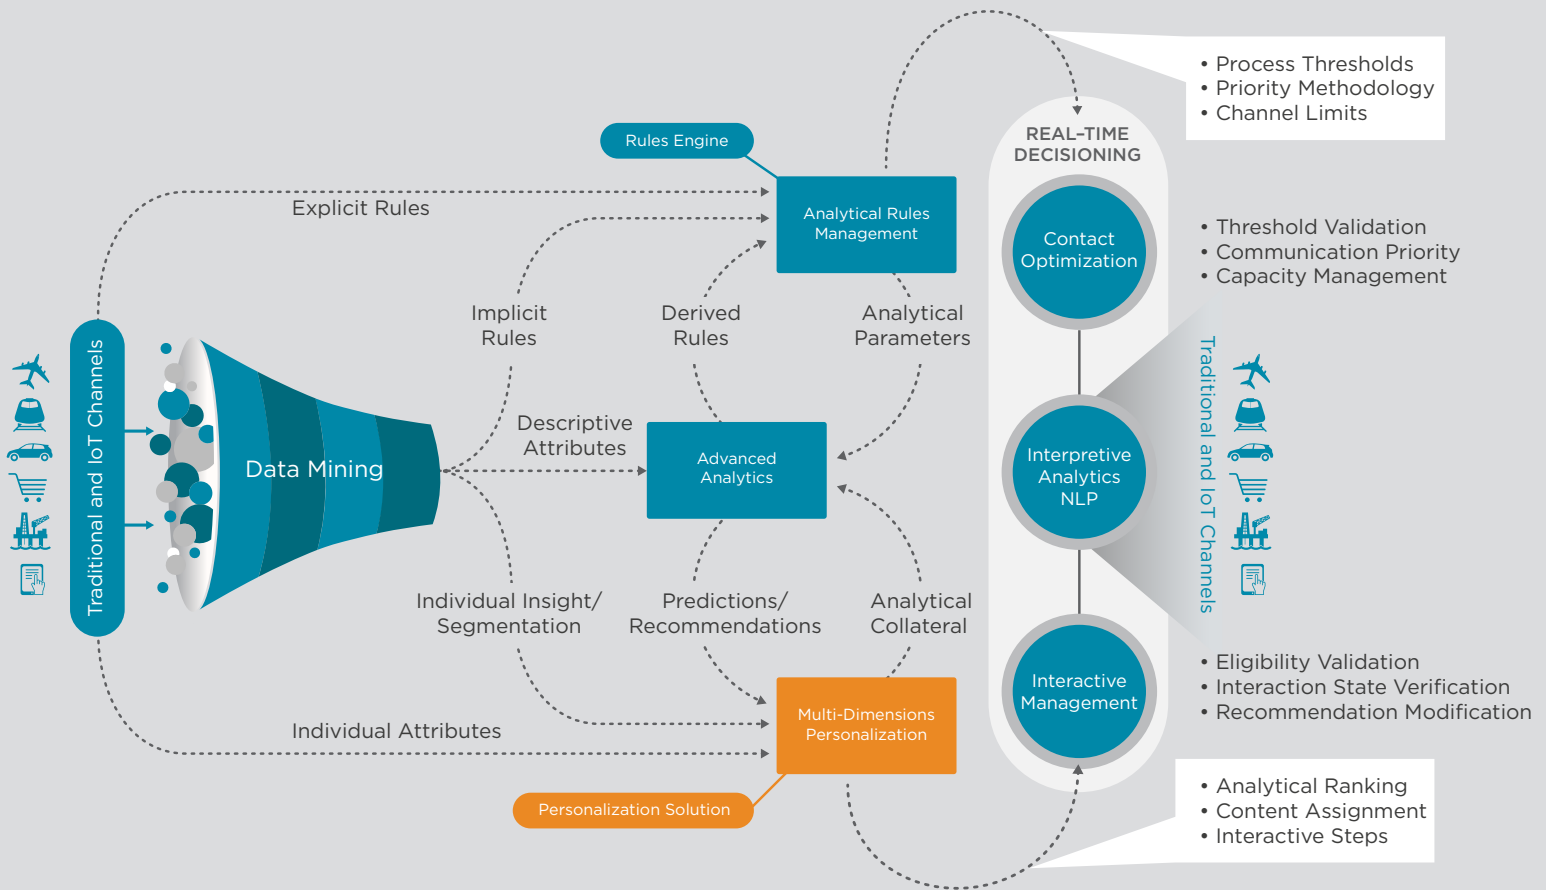 • Process Thresholds
• Priority Methodology
• Channel Limits
REAL–TIME
DECISIONING
Rules Engine
Explicit Rules
Analytical Rules
Management
Contact
Optimization
• Threshold Validation
• Communication Priority
• Capacity Management
Implicit
Rules
Derived
Rules
Analytical
Parameters
Traditional and IoT Channels
Data Mining
Descriptive
Attributes
Advanced
Analytics
Interpretive
Analytics
NLP
Traditional and IoT Channels
Individual Insight/
Segmentation
Predictions/
Recommendations
Analytical
Collateral
Interactive
Management
• Eligibility Validation
• Interaction State Verification
• Recommendation Modification
Individual Attributes
Multi-Dimensions
Personalization
Personalization Solution
• Analytical Ranking
• Content Assignment
• Interactive Steps